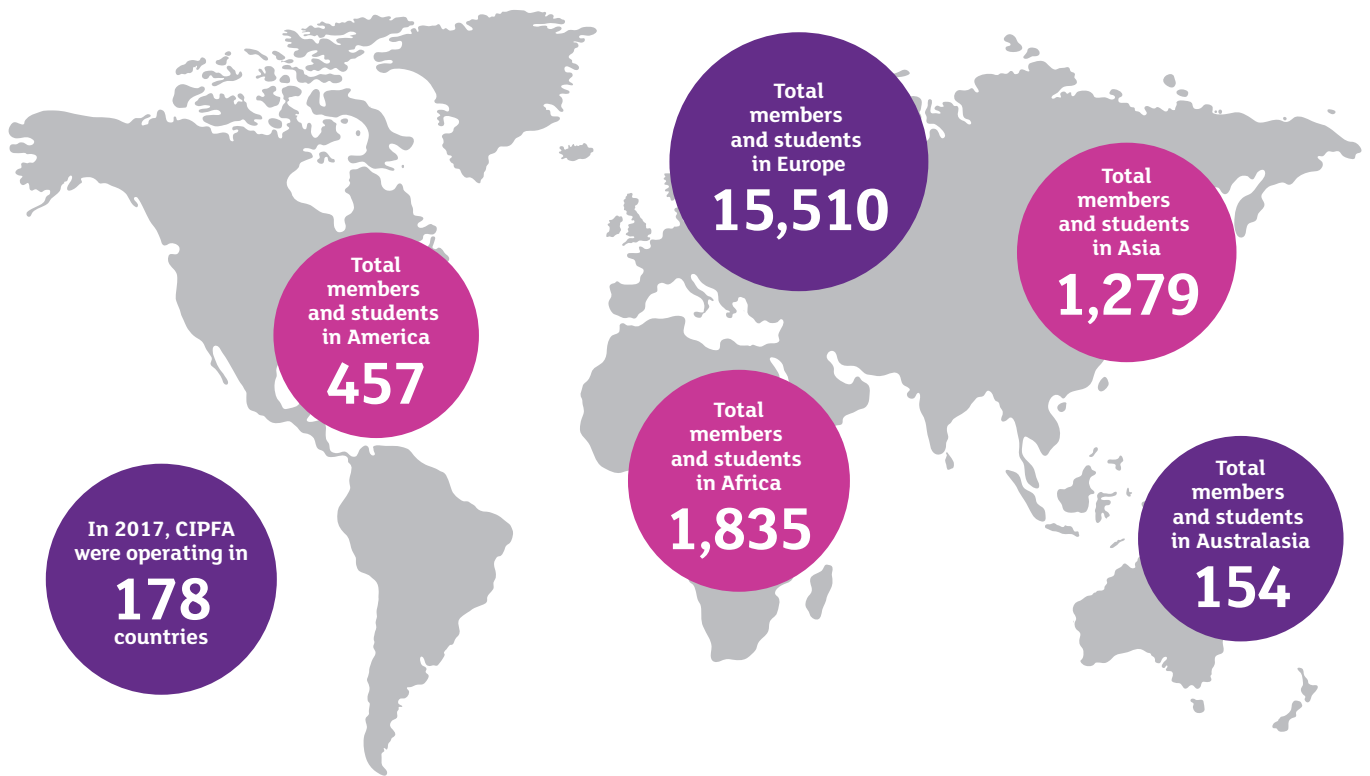 Total
members
and students
in Europe
15,510
Total
members
and students
in Asia
1,279
Total
members
and students
in America
457
Total
members
and students
in Africa
1,835
Total
members
and students
in Australasia
154
In 2017, CIPFA
were operating in
178
countries